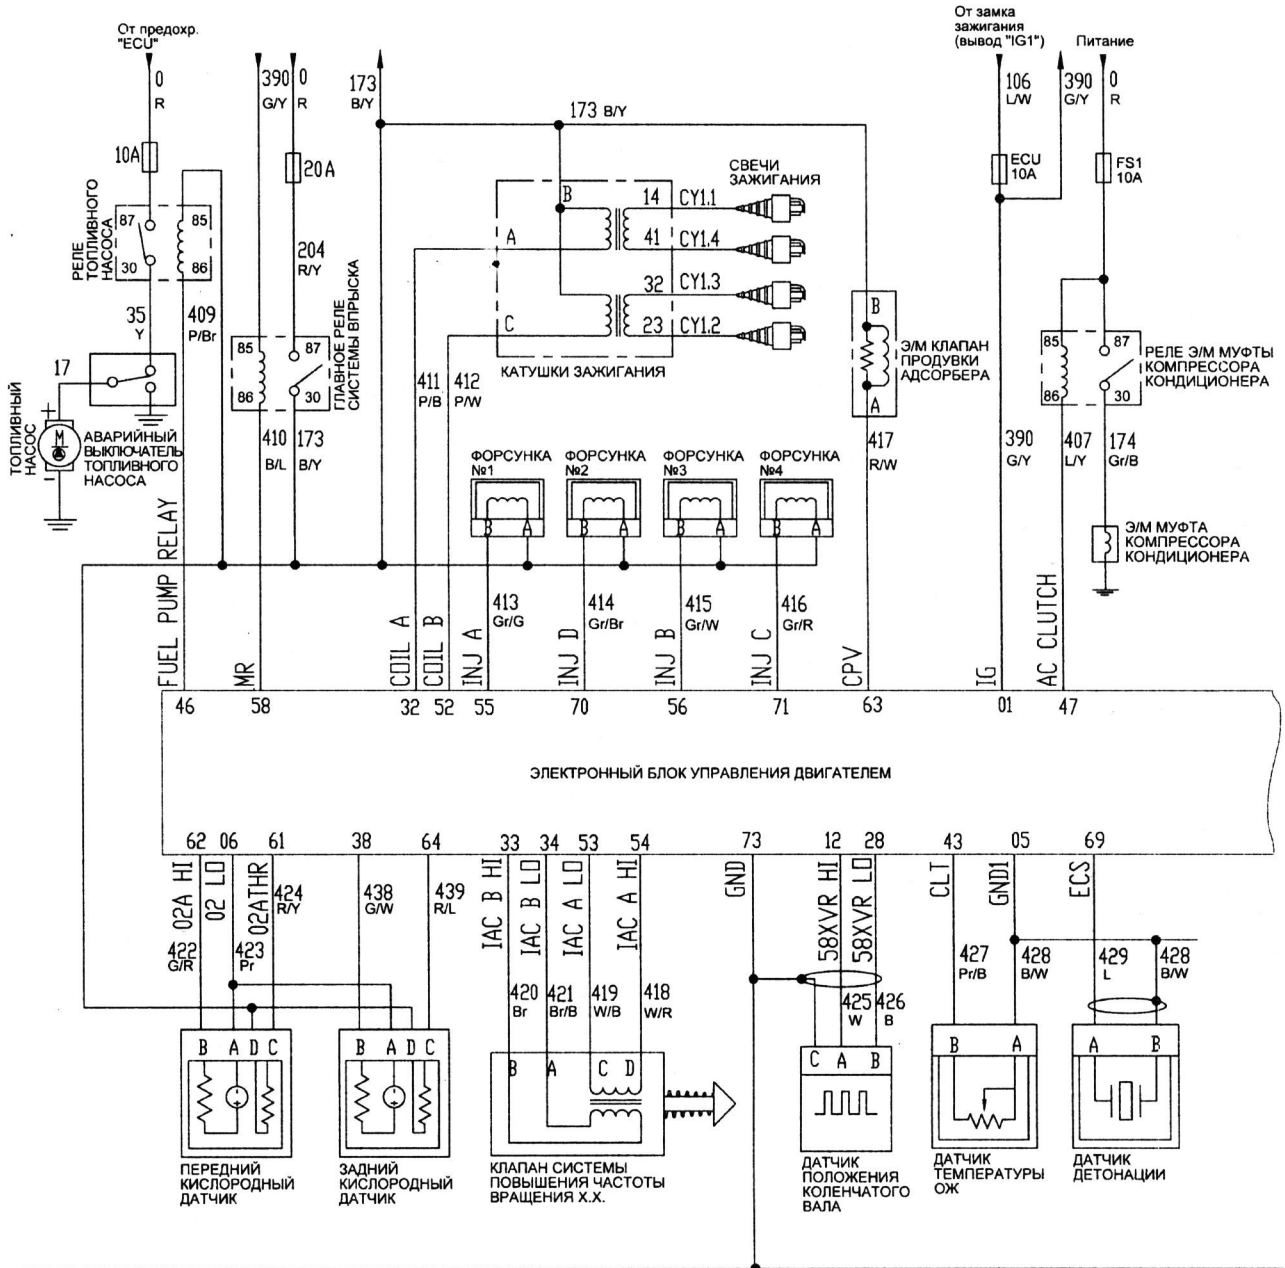 От предохр.
"ECU"
0
R
390
G/Y
0
R
173
B/Y
173 B/Y
От замка
зажигания
(вывод "IG1")
Питание
106
L/W
390
G/Y
0
R
10A
20A
ECU
10A
FS1
10A
РЕЛЕ
ТОПЛИВНОГО
НАСОСА
87
85
30
86
204
R/Y
35
Y
409
P/Br
ГЛАВНОЕ РЕЛЕ
СИСТЕМЫ ВПРЫСКА
85
87
86
30
410
B/L
173
B/Y
17
ТОПЛИВНЫЙ
НАСОС
+
M
-
АВАРИЙНЫЙ
ВЫКЛЮЧАТЕЛЬ
ТОПЛИВНОГО
НАСОСА
СВЕЧИ
ЗАЖИГАНИЯ
B
A
C
14
CY1.1
41
CY1.4
32
CY1.3
23
CY1.2
КАТУШКИ ЗАЖИГАНИЯ
411
P/B
412
P/W
B
A
Э/М КЛАПАН
ПРОДУВКИ
АДСОРБЕРА
417
R/W
85
87
86
30
РЕЛЕ Э/М МУФТЫ
КОМПРЕССОРА
КОНДИЦИОНЕРА
390
G/Y
407
L/Y
174
Gr/B
Э/М МУФТА
КОМПРЕССОРА
КОНДИЦИОНЕРА
ФОРСУНКА
№1
ФОРСУНКА
№2
ФОРСУНКА
№3
ФОРСУНКА
№4
B A
B A
B A
B A
413
Gr/G
414
Gr/Br
415
Gr/W
416
Gr/R
FUEL PUMP RELAY
MR
COIL A
COIL B
INJ A
INJ D
INJ B
INJ C
CPV
IG
AC CLUTCH
46 58 32 52 55 70 56 71 63 01 47
ЭЛЕКТРОННЫЙ БЛОК УПРАВЛЕНИЯ ДВИГАТЕЛЕМ
62 06 61 38 64 33 34 53 54 73 12 28 43 05 69
O2A HI
O2 LO
O2ATHR
IAC B HI
IAC B LO
IAC A LO
IAC A HI
GND
58XVR HI
58XVR LO
CLT
GND1
ECS
422
G/R
423
Pr
424
R/Y
438
G/W
439
R/L
420
Br
421
Br/B
419
W/B
418
W/R
425
W
426
B
427
Pr/B
428
B/W
429
L
428
B/W
B A D C
B A D C
B A C D
C A B
B A
A B
ПЕРЕДНИЙ
КИСЛОРОДНЫЙ
ДАТЧИК
ЗАДНИЙ
КИСЛОРОДНЫЙ
ДАТЧИК
КЛАПАН СИСТЕМЫ
ПОВЫШЕНИЯ ЧАСТОТЫ
ВРАЩЕНИЯ Х.Х.
ДАТЧИК
ПОЛОЖЕНИЯ
КОЛЕНЧАТОГО
ВАЛА
ДАТЧИК
ТЕМПЕРАТУРЫ
ОЖ
ДАТЧИК
ДЕТОНАЦИИ